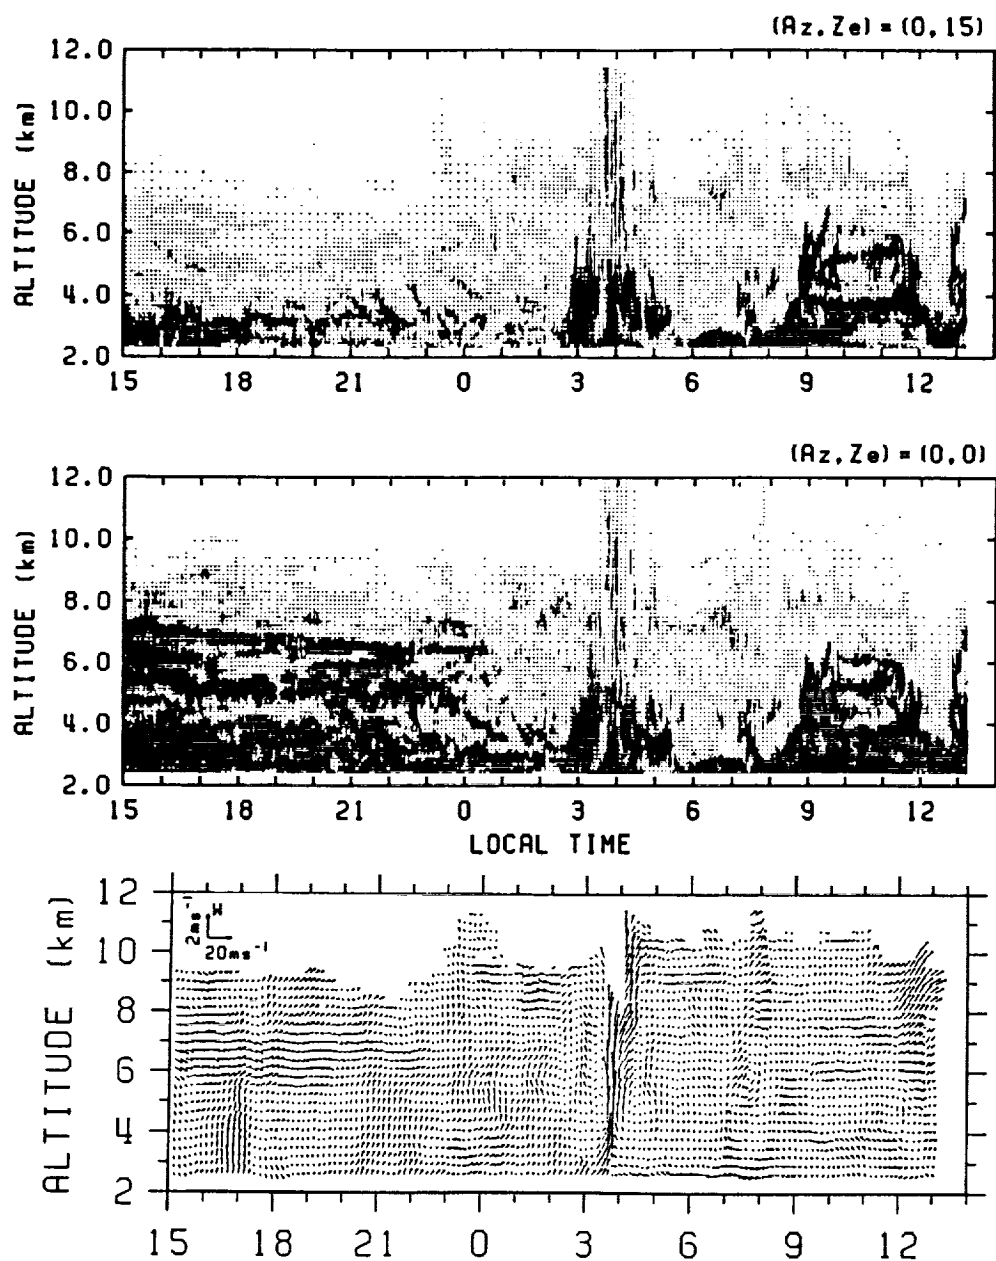 (Az,Ze)=(0,15)
12.0
10.0
8.0
6.0
4.0
2.0
ALTITUDE (km)
15 18 21 0 3 6 9 12
(Az,Ze)=(0,0)
12.0
10.0
8.0
6.0
4.0
2.0
ALTITUDE (km)
15 18 21 0 3 6 9 12
LOCAL TIME
12
10
8
6
4
2
ALTITUDE (km)
W
2ms⁻¹
20ms⁻¹
15 18 21 0 3 6 9 12